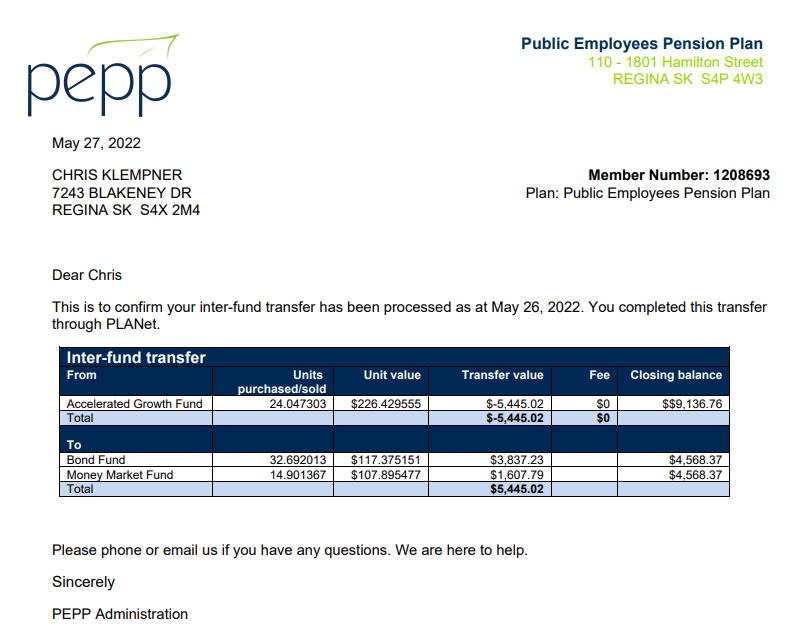 pepp
Public Employees Pension Plan
110 - 1801 Hamilton Street
REGINA SK  S4P 4W3
May 27, 2022
CHRIS KLEMPNER
7243 BLAKENEY DR
REGINA SK  S4X 2M4
Member Number: 1208693
Plan: Public Employees Pension Plan
Dear Chris
This is to confirm your inter-fund transfer has been processed as at May 26, 2022. You completed this transfer
through PLANet.
Inter-fund transfer
From Units purchased/sold Unit value Transfer value Fee Closing balance
Accelerated Growth Fund 24.047303 $226.429555 $-5,445.02 $0 $$9,136.76
Total $-5,445.02 $0
To
Bond Fund 32.692013 $117.375151 $3,837.23 $4,568.37
Money Market Fund 14.901367 $107.895477 $1,607.79 $4,568.37
Total $5,445.02
Please phone or email us if you have any questions. We are here to help.
Sincerely
PEPP Administration